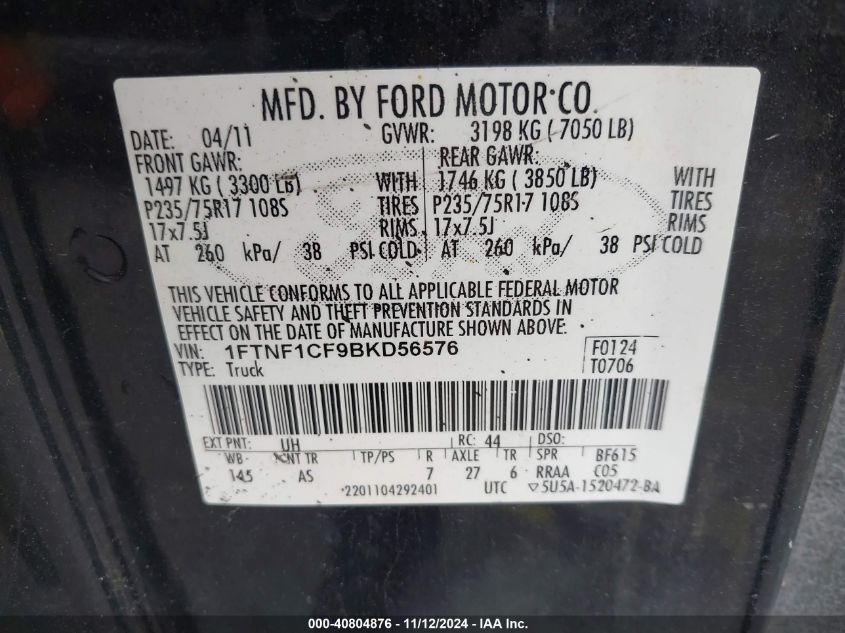 MFD. BY FORD MOTOR CO.
DATE: 04/11 GVWR: 3198 KG ( 7050 LB)
FRONT GAWR: REAR GAWR:
1497 KG ( 3300 LB) WITH 1746 KG ( 3850 LB) WITH
P235/75R17 108S TIRES P235/75R17 108S TIRES
17x7.5J RIMS 17x7.5J RIMS
AT 260 kPa/ 38 PSI COLD AT 260 kPa/ 38 PSI COLD
THIS VEHICLE CONFORMS TO ALL APPLICABLE FEDERAL MOTOR
VEHICLE SAFETY AND THEFT PREVENTION STANDARDS IN
EFFECT ON THE DATE OF MANUFACTURE SHOWN ABOVE.
VIN: 1FTNF1CF9BKD56576 F0124
TYPE: Truck T0706
EXT PNT: UH RC: 44 DSO:
WB INT TR TP/PS R AXLE TR SPR BF615
145 AS 7 27 6 RRAA C05
2201104292401 UTC ▽5U5A-1520472-BA
000-40804876 - 11/12/2024 - IAA Inc.